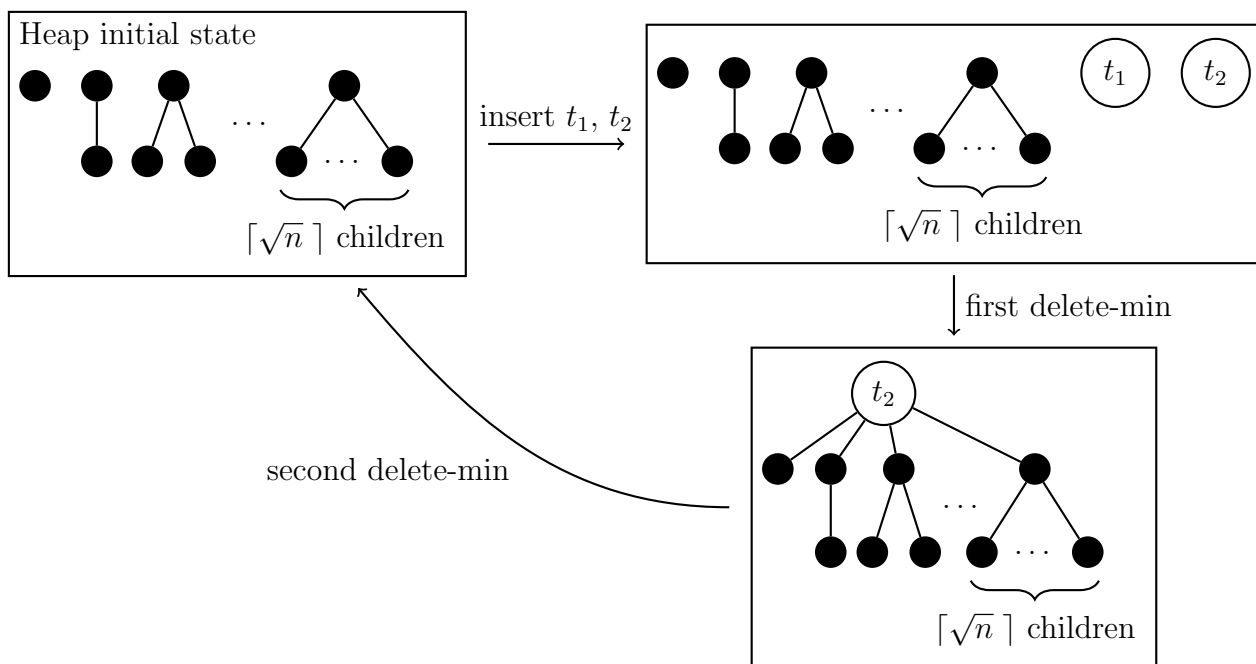 Heap initial state
...
...
⌈√n⌉ children
insert t₁, t₂
t₁ t₂
...
...
⌈√n⌉ children
first delete-min
t₂
...
...
⌈√n⌉ children
second delete-min